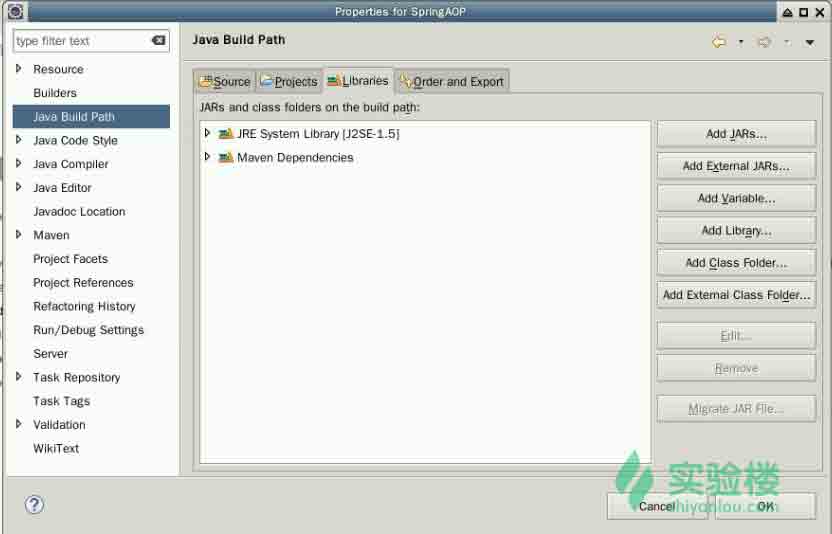 Properties for SpringAOP
type filter text
Java Build Path
Resource
Builders
Java Build Path
Java Code Style
Java Compiler
Java Editor
Javadoc Location
Maven
Project Facets
Project References
Refactoring History
Run/Debug Settings
Server
Task Repository
Task Tags
Validation
WikiText
Source
Projects
Libraries
Order and Export
JARs and class folders on the build path:
JRE System Library [J2SE-1.5]
Maven Dependencies
Add JARs...
Add External JARs...
Add Variable...
Add Library...
Add Class Folder...
Add External Class Folder...
Edit...
Remove
Migrate JAR File...
Cancel
OK
实验楼
shiyanlou.com